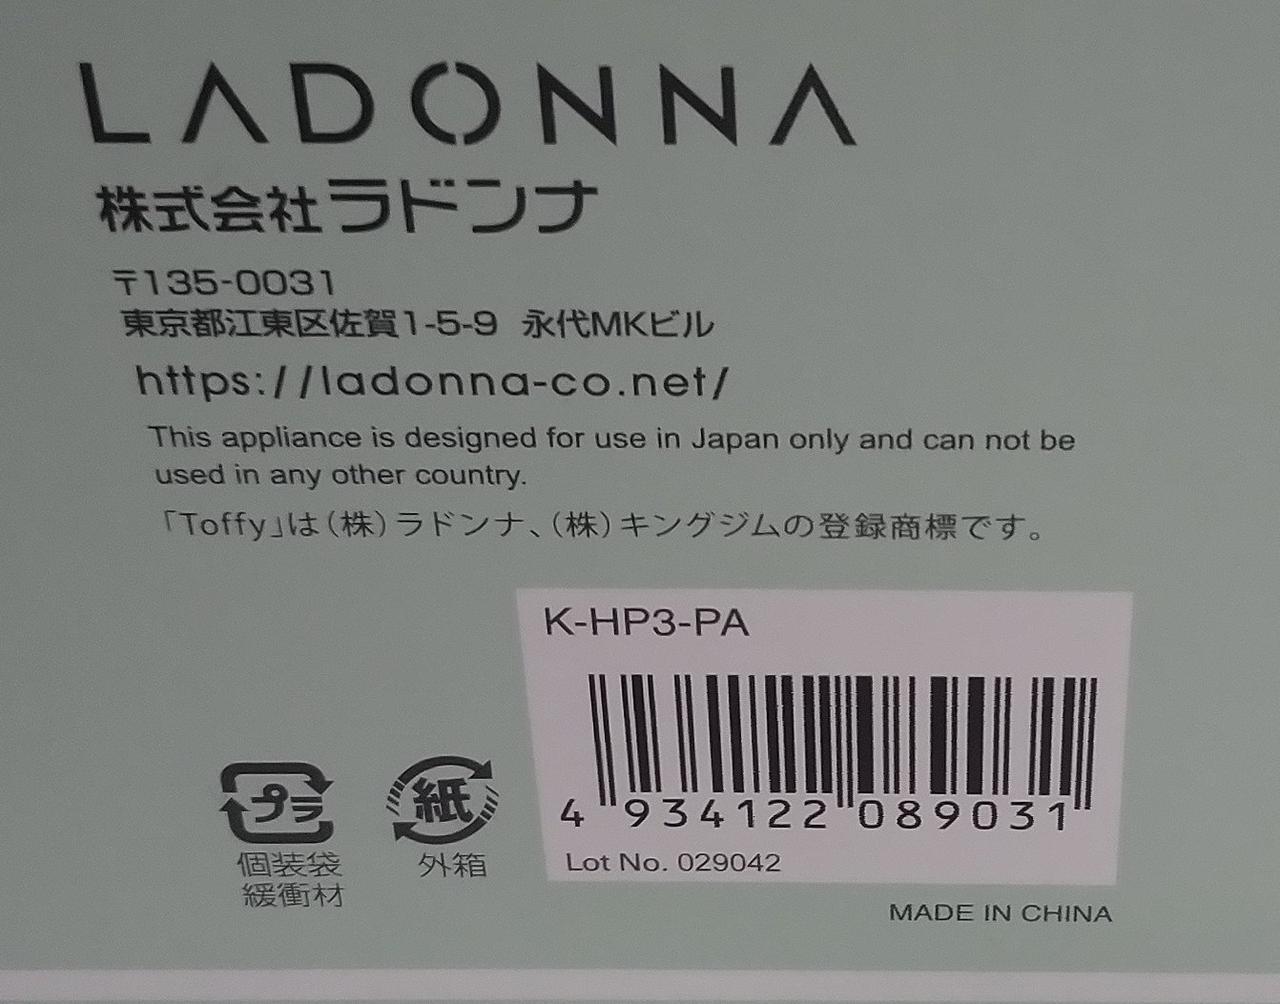 LADONNA
株式会社ラドンナ
〒135-0031
東京都江東区佐賀1-5-9 永代MKビル
https://ladonna-co.net/
This appliance is designed for use in Japan only and can not be
used in any other country.
「Toffy」は(株)ラドンナ、(株)キングジムの登録商標です。
K-HP3-PA
4 934122 089031
Lot No. 029042
プラ
個装袋
緩衝材
紙
外箱
MADE IN CHINA